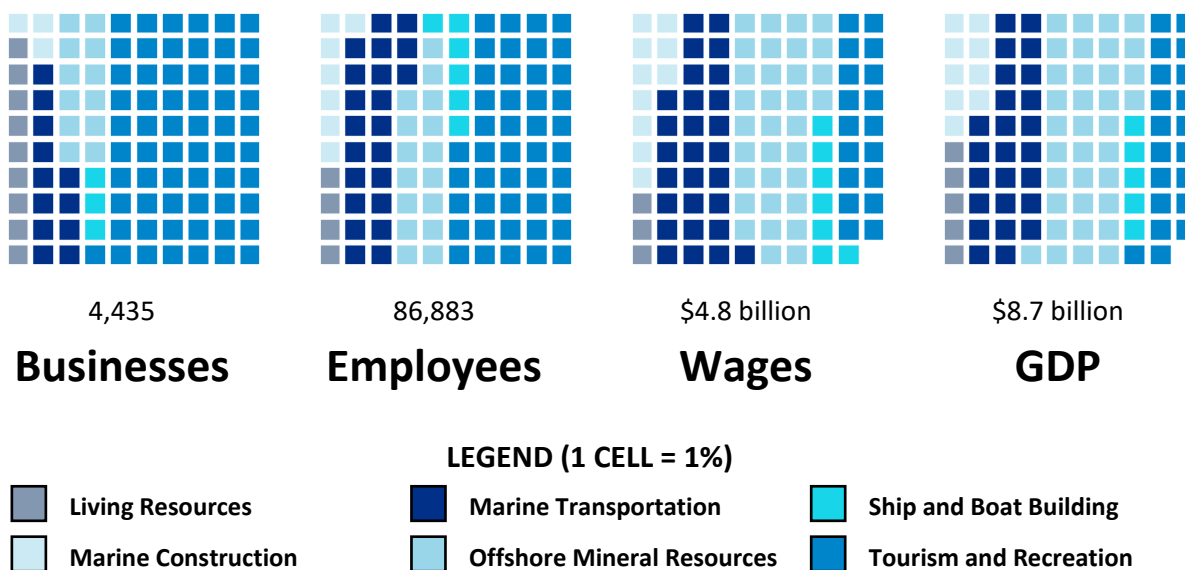 4,435
86,883
$4.8 billion
$8.7 billion
Businesses
Employees
Wages
GDP
LEGEND (1 CELL = 1%)
Living Resources
Marine Transportation
Ship and Boat Building
Marine Construction
Offshore Mineral Resources
Tourism and Recreation